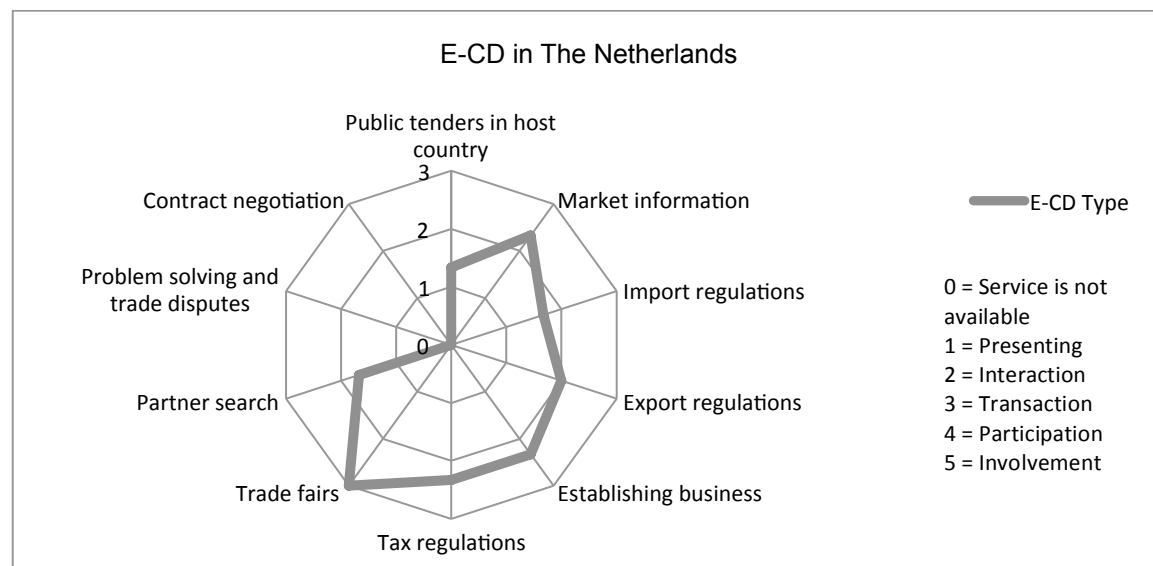 E-CD in The Netherlands
Public tenders in host
country
3
Contract negotiation
Market information
E-CD Type
2
Problem solving and
trade disputes
1
Import regulations
0 = Service is not
available
1 = Presenting
2 = Interaction
3 = Transaction
4 = Participation
5 = Involvement
0
Partner search
Export regulations
Trade fairs
Establishing business
Tax regulations